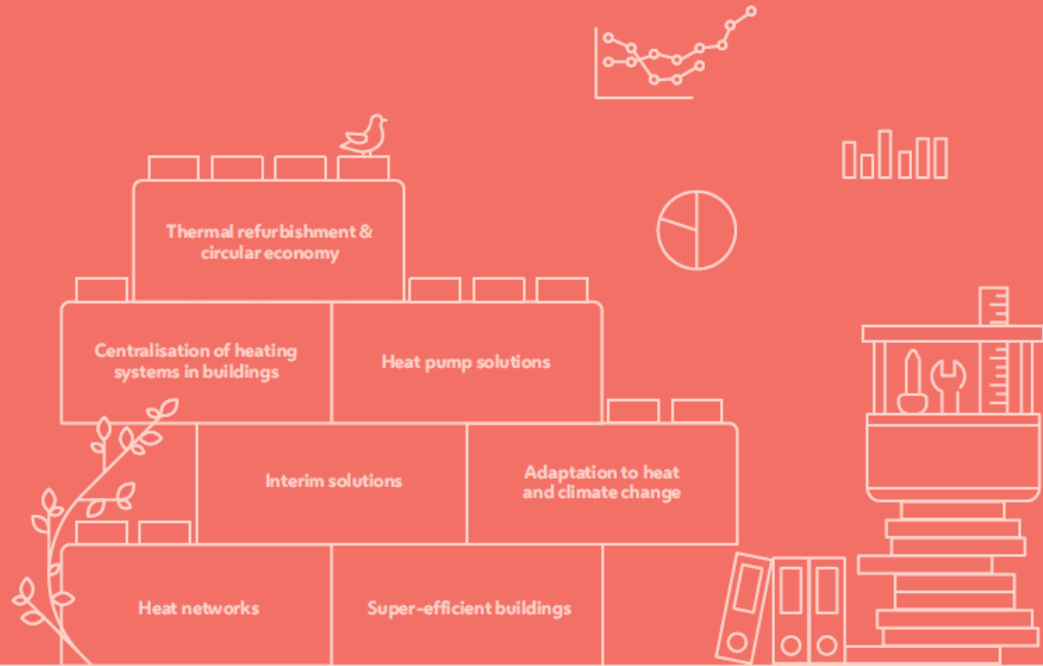 Thermal refurbishment &
circular economy
Centralisation of heating
systems in buildings
Heat pump solutions
Interim solutions
Adaptation to heat
and climate change
Heat networks
Super-efficient buildings